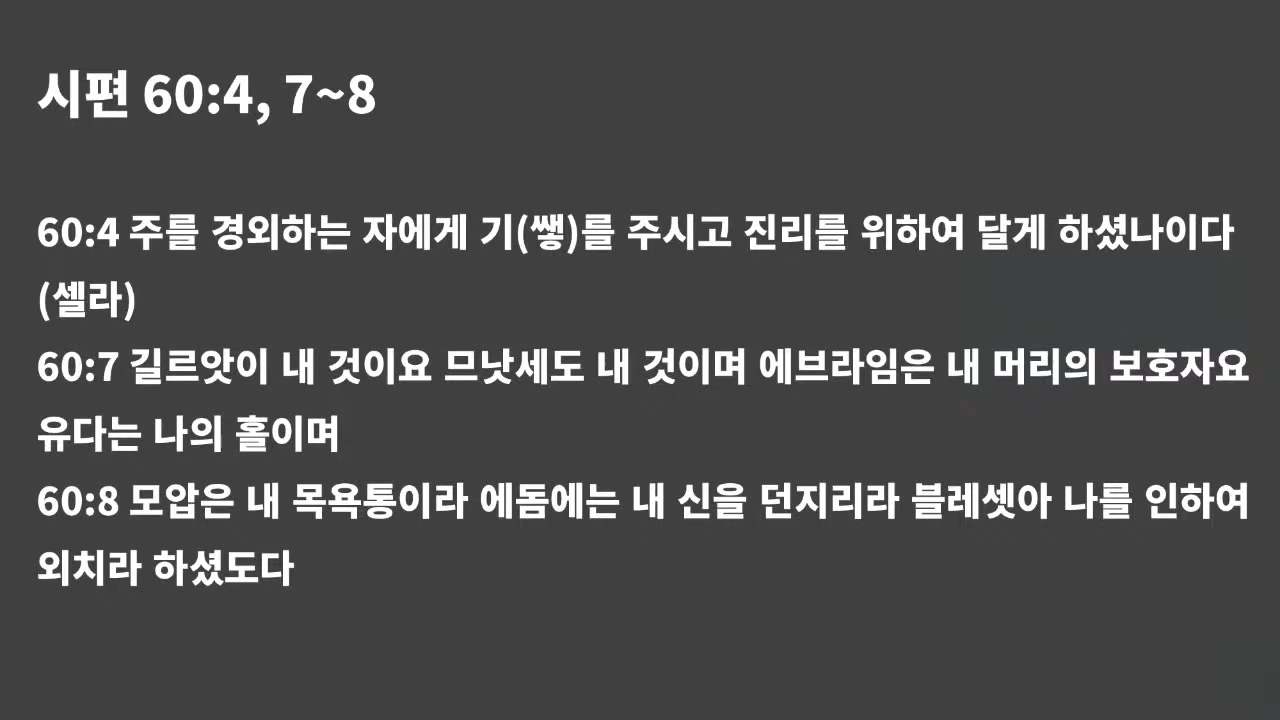 시편 60:4, 7~8
60:4 주를 경외하는 자에게 기(쌯)를 주시고 진리를 위하여 달게 하셨나이다
(셀라)
60:7 길르앗이 내 것이요 므낫세도 내 것이며 에브라임은 내 머리의 보호자요
유다는 나의 홀이며
60:8 모압은 내 목욕통이라 에돔에는 내 신을 던지리라 블레셋아 나를 인하여
외치라 하셨도다